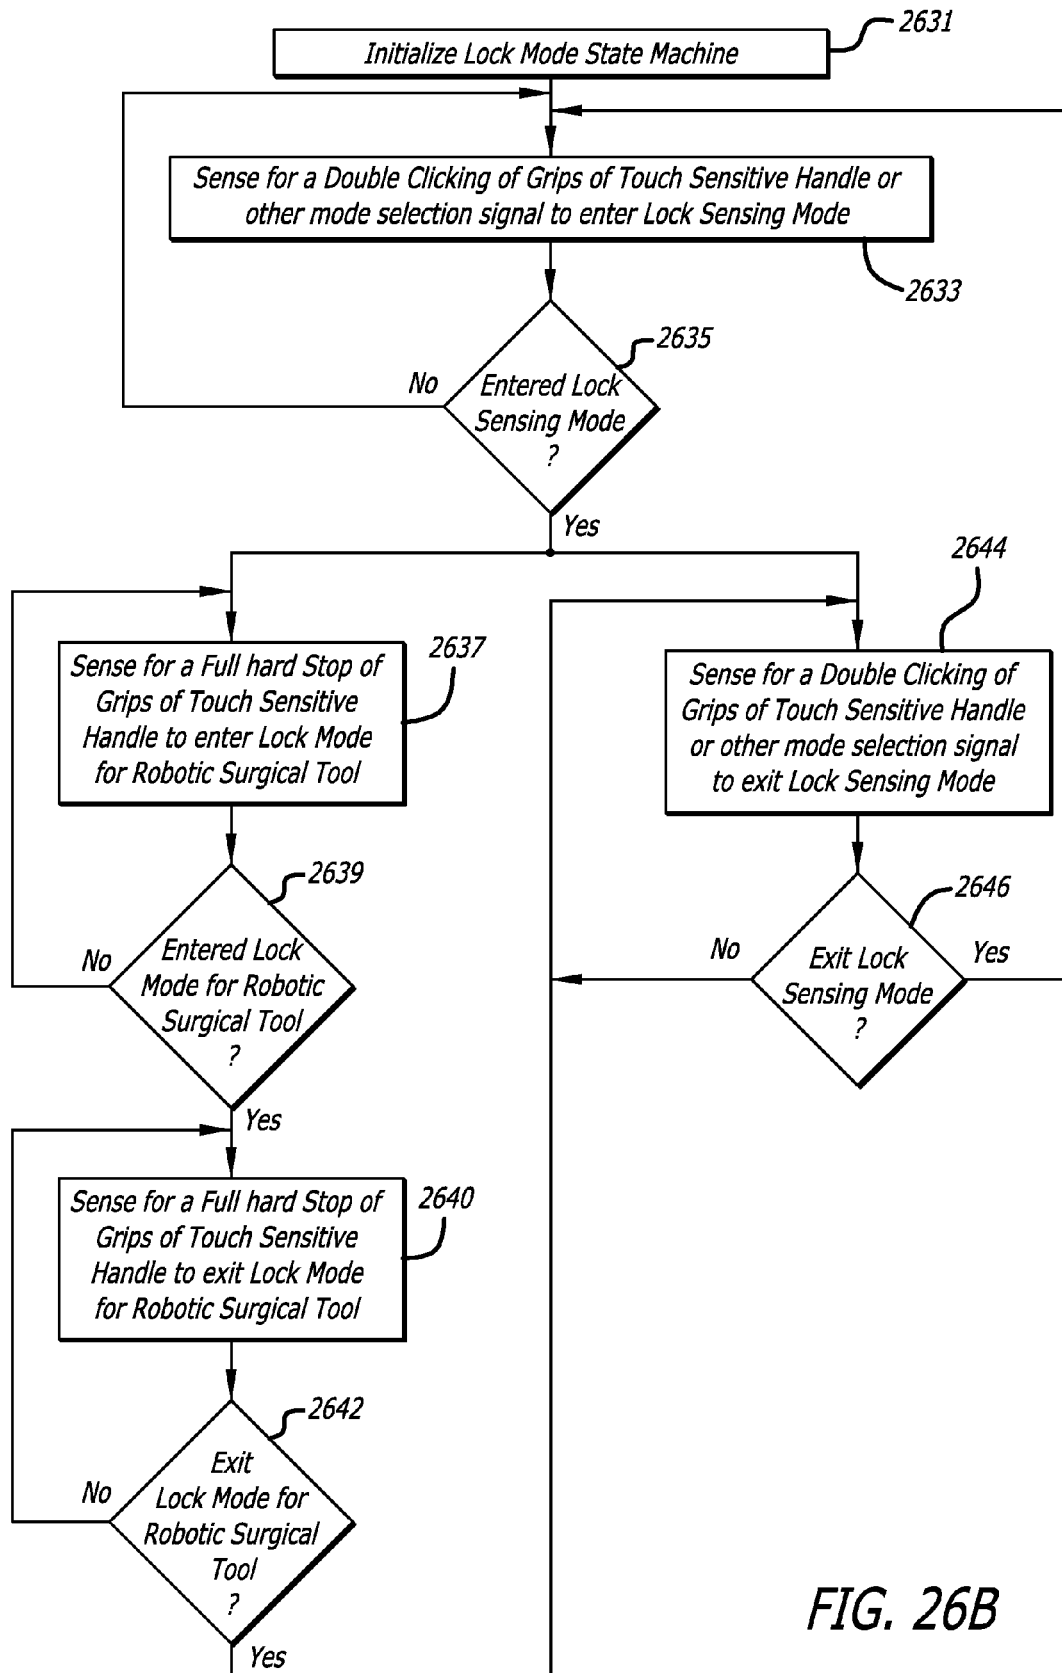 2631
Initialize Lock Mode State Machine
Sense for a Double Clicking of Grips of Touch Sensitive Handle or
other mode selection signal to enter Lock Sensing Mode
2633
2635
No
Entered Lock
Sensing Mode
?
Yes
2644
2637
Sense for a Full hard Stop of
Grips of Touch Sensitive
Handle to enter Lock Mode
for Robotic Surgical Tool
Sense for a Double Clicking of
Grips of Touch Sensitive Handle
or other mode selection signal
to exit Lock Sensing Mode
2639
No
Entered Lock
Mode for Robotic
Surgical Tool
?
Yes
2646
No
Exit Lock
Sensing Mode
?
Yes
2640
Sense for a Full hard Stop of
Grips of Touch Sensitive
Handle to exit Lock Mode
for Robotic Surgical Tool
2642
No
Exit
Lock Mode for
Robotic Surgical
Tool
?
Yes
FIG. 26B